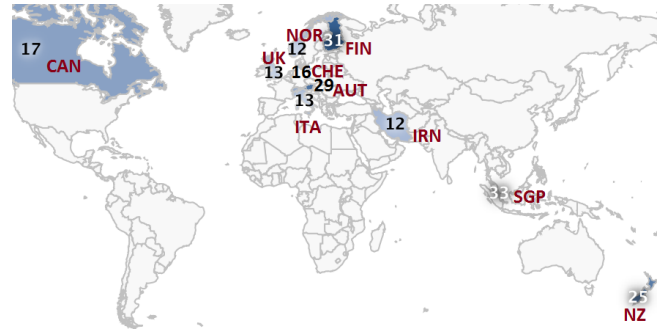 17
CAN
NOR
12
31
FIN
UK
13
16
CHE
29
AUT
13
ITA
12
IRN
33
SGP
25
NZ